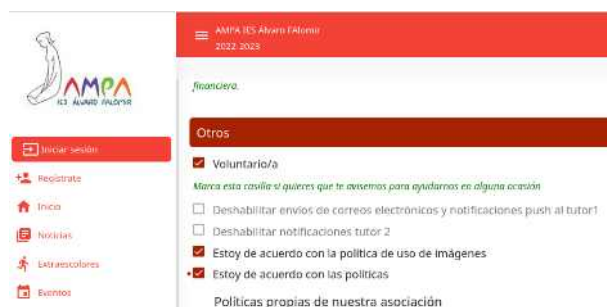 AMPA
IES ÁLVARO FALOMIR
Iniciar sesión
Regístrate
Inicio
Noticias
Extraescolares
Eventos
AMPA IES Álvaro FAlomir
2022-2023
financiera.
Otros
Voluntario/a
Marca esta casilla si quieres que te avisemos para ayudarnos en alguna ocasión
Deshabilitar envíos de correos electrónicos y notificaciones push al tutor1
Deshabilitar notificaciones tutor 2
Estoy de acuerdo con la política de uso de imágenes
Estoy de acuerdo con las políticas
Políticas propias de nuestra asociación